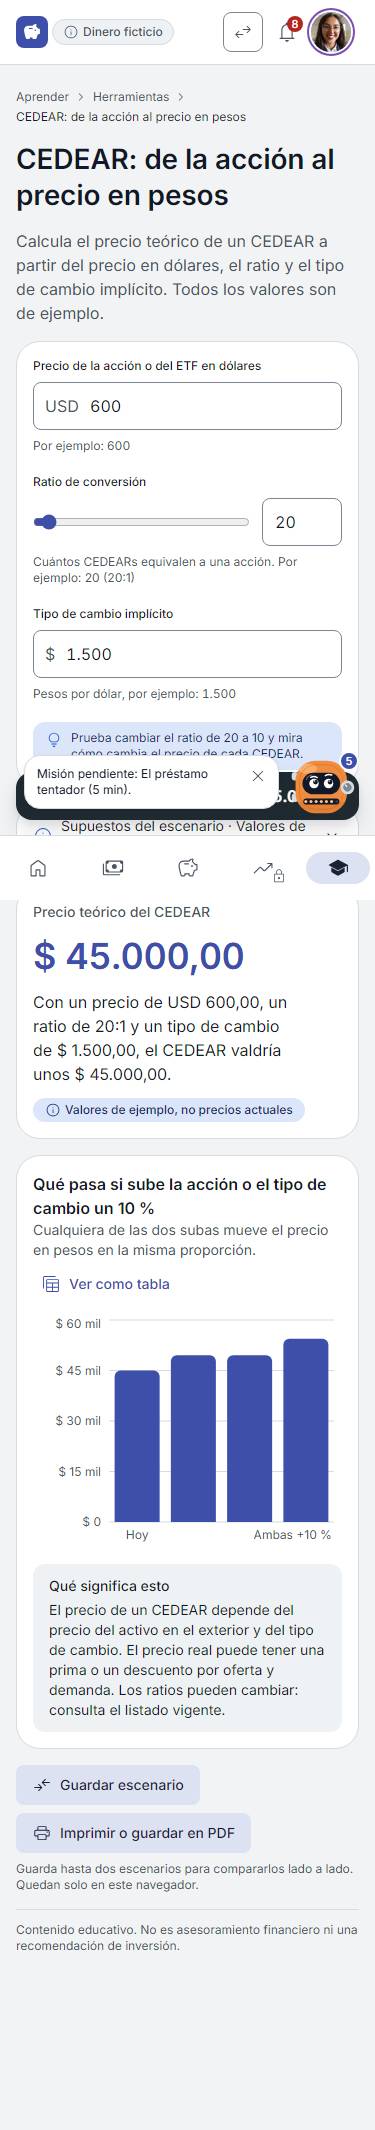 Dinero ficticio
8
Aprender > Herramientas >
CEDEAR: de la acción al precio en pesos
CEDEAR: de la acción al
precio en pesos
Calcula el precio teórico de un CEDEAR a
partir del precio en dólares, el ratio y el tipo
de cambio implícito. Todos los valores son
de ejemplo.
Precio de la acción o del ETF en dólares
USD 600
Por ejemplo: 600
Ratio de conversión
20
Cuántos CEDEARs equivalen a una acción. Por
ejemplo: 20 (20:1)
Tipo de cambio implícito
$ 1.500
Pesos por dólar, por ejemplo: 1.500
Prueba cambiar el ratio de 20 a 10 y mira
cómo cambia el precio de cada CEDEAR.
5
Misión pendiente: El préstamo
tentador (5 min).
Supuestos del escenario · Valores de
Precio teórico del CEDEAR
$ 45.000,00
Con un precio de USD 600,00, un
ratio de 20:1 y un tipo de cambio
de $ 1.500,00, el CEDEAR valdría
unos $ 45.000,00.
Valores de ejemplo, no precios actuales
Qué pasa si sube la acción o el tipo de
cambio un 10 %
Cualquiera de las dos subas mueve el precio
en pesos en la misma proporción.
Ver como tabla
$ 60 mil
$ 45 mil
$ 30 mil
$ 15 mil
$ 0
Hoy Ambas +10 %
Qué significa esto
El precio de un CEDEAR depende del
precio del activo en el exterior y del tipo
de cambio. El precio real puede tener una
prima o un descuento por oferta y
demanda. Los ratios pueden cambiar:
consulta el listado vigente.
Guardar escenario
Imprimir o guardar en PDF
Guarda hasta dos escenarios para compararlos lado a lado.
Quedan solo en este navegador.
Contenido educativo. No es asesoramiento financiero ni una
recomendación de inversión.